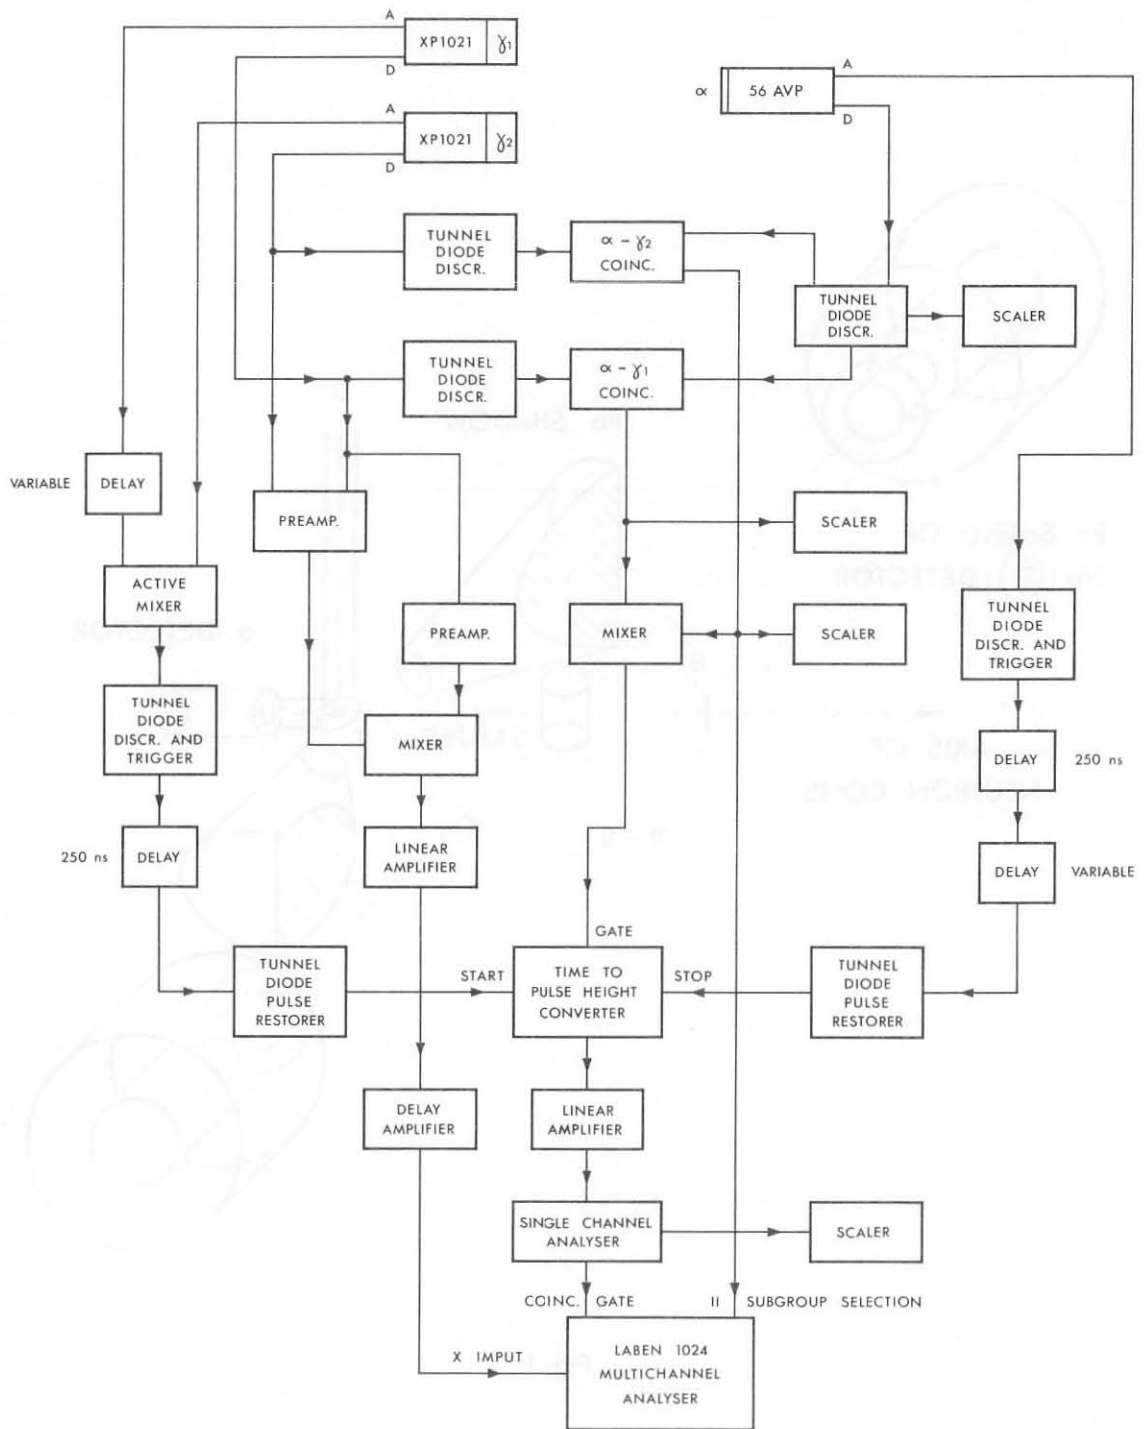 A
XP1021 γ1
D
A
XP1021 γ2
D
A
α 56 AVP
D
TUNNEL
DIODE
DISCR.
α - γ2
COINC.
TUNNEL
DIODE
DISCR.
SCALER
TUNNEL
DIODE
DISCR.
α - γ1
COINC.
VARIABLE DELAY
PREAMP.
SCALER
ACTIVE
MIXER
PREAMP.
MIXER
SCALER
TUNNEL
DIODE
DISCR. AND
TRIGGER
TUNNEL
DIODE
DISCR. AND
TRIGGER
MIXER
DELAY 250 ns
250 ns DELAY
LINEAR
AMPLIFIER
DELAY VARIABLE
GATE
TUNNEL
DIODE
PULSE
RESTORER
START
TIME TO
PULSE HEIGHT
CONVERTER
STOP
TUNNEL
DIODE
PULSE
RESTORER
DELAY
AMPLIFIER
LINEAR
AMPLIFIER
SINGLE CHANNEL
ANALYSER
SCALER
COINC. GATE
II SUBGROUP SELECTION
X IMPUT
LABEN 1024
MULTICHANNEL
ANALYSER